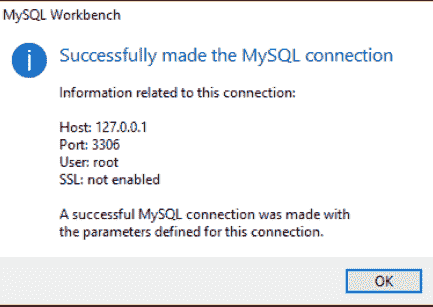 MySQL Workbench
Successfully made the MySQL connection
Information related to this connection:
Host: 127.0.0.1
Port: 3306
User: root
SSL: not enabled
A successful MySQL connection was made with
the parameters defined for this connection.
OK